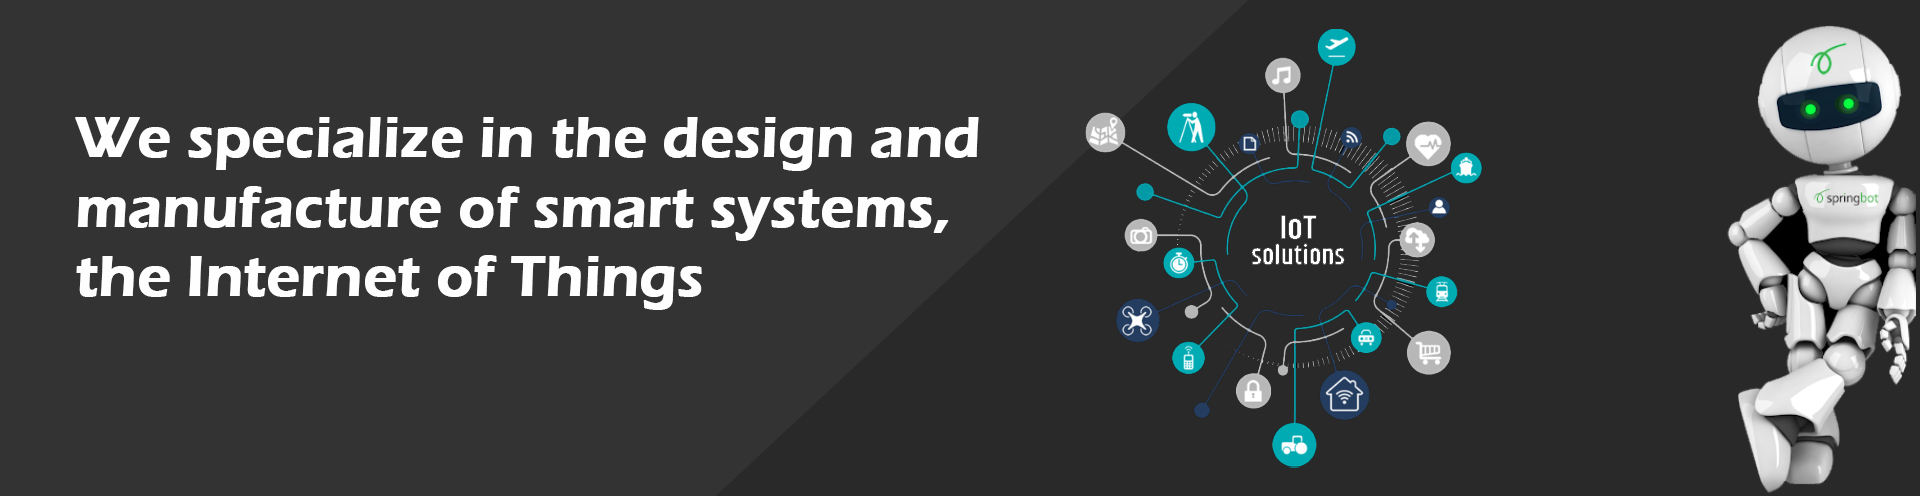 We specialize in the design and
manufacture of smart systems,
the Internet of Things
IoT
solutions
springbot